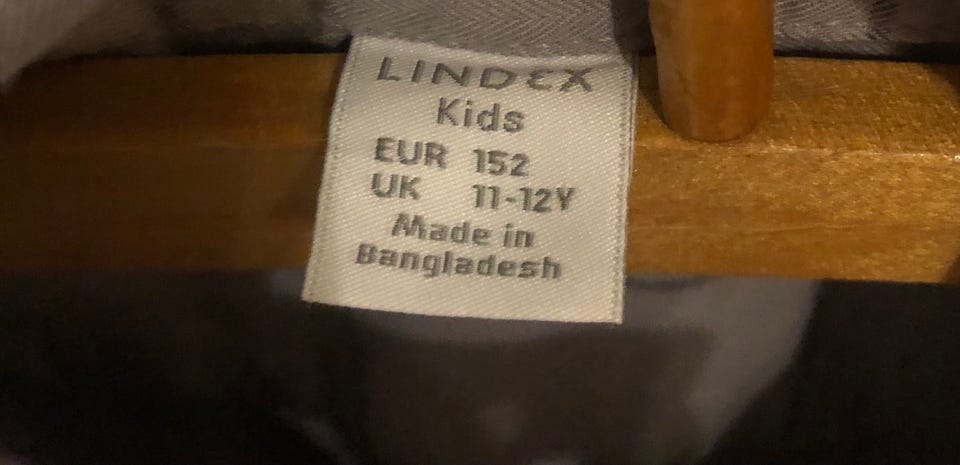 LINDEX
Kids
EUR 152
UK 11-12Y
Made in
Bangladesh